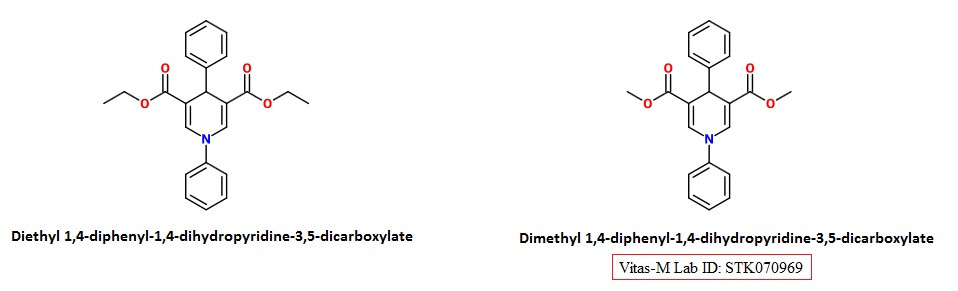 O O O O
O O O O
N N
Diethyl 1,4-diphenyl-1,4-dihydropyridine-3,5-dicarboxylate
Dimethyl 1,4-diphenyl-1,4-dihydropyridine-3,5-dicarboxylate
Vitas-M Lab ID: STK070969